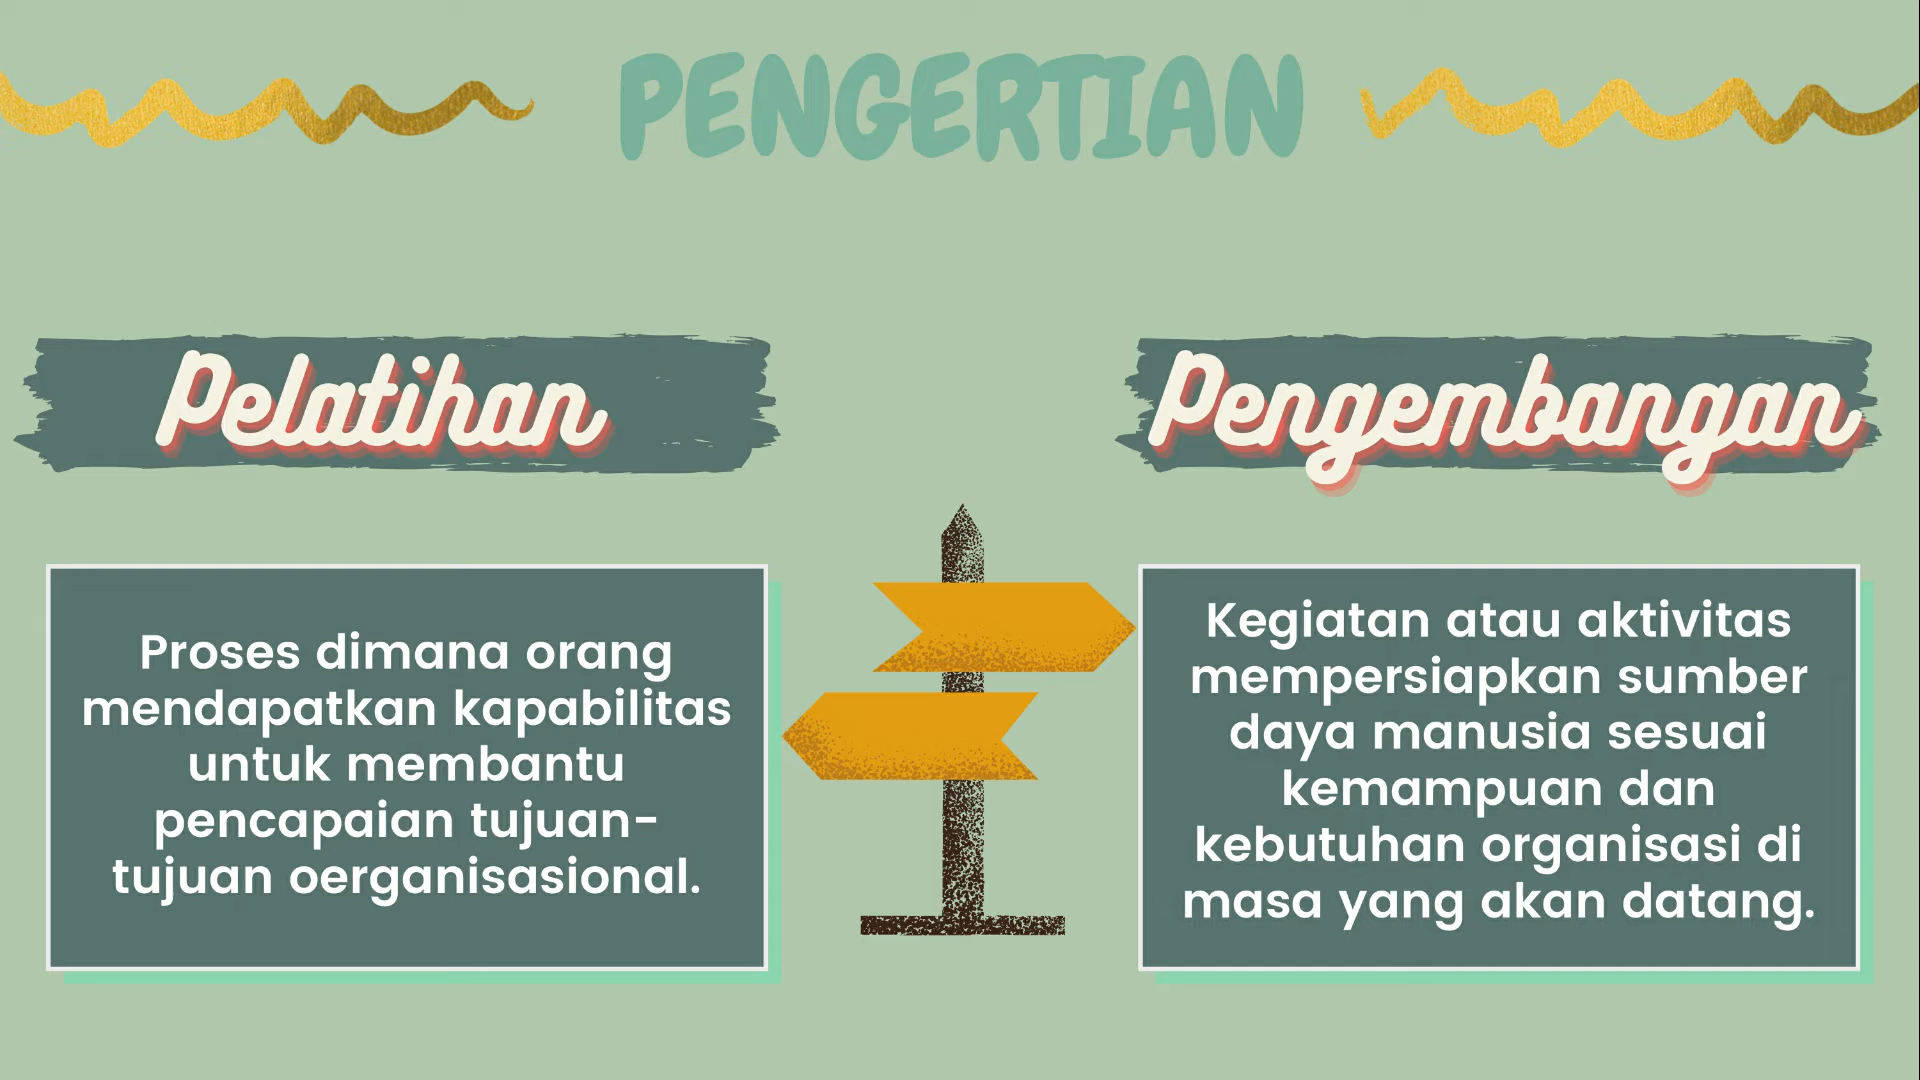 PENGERTIAN
Pelatihan
Proses dimana orang
mendapatkan kapabilitas
untuk membantu
pencapaian tujuan-
tujuan oerganisasional.
Pengembangan
Kegiatan atau aktivitas
mempersiapkan sumber
daya manusia sesuai
kemampuan dan
kebutuhan organisasi di
masa yang akan datang.